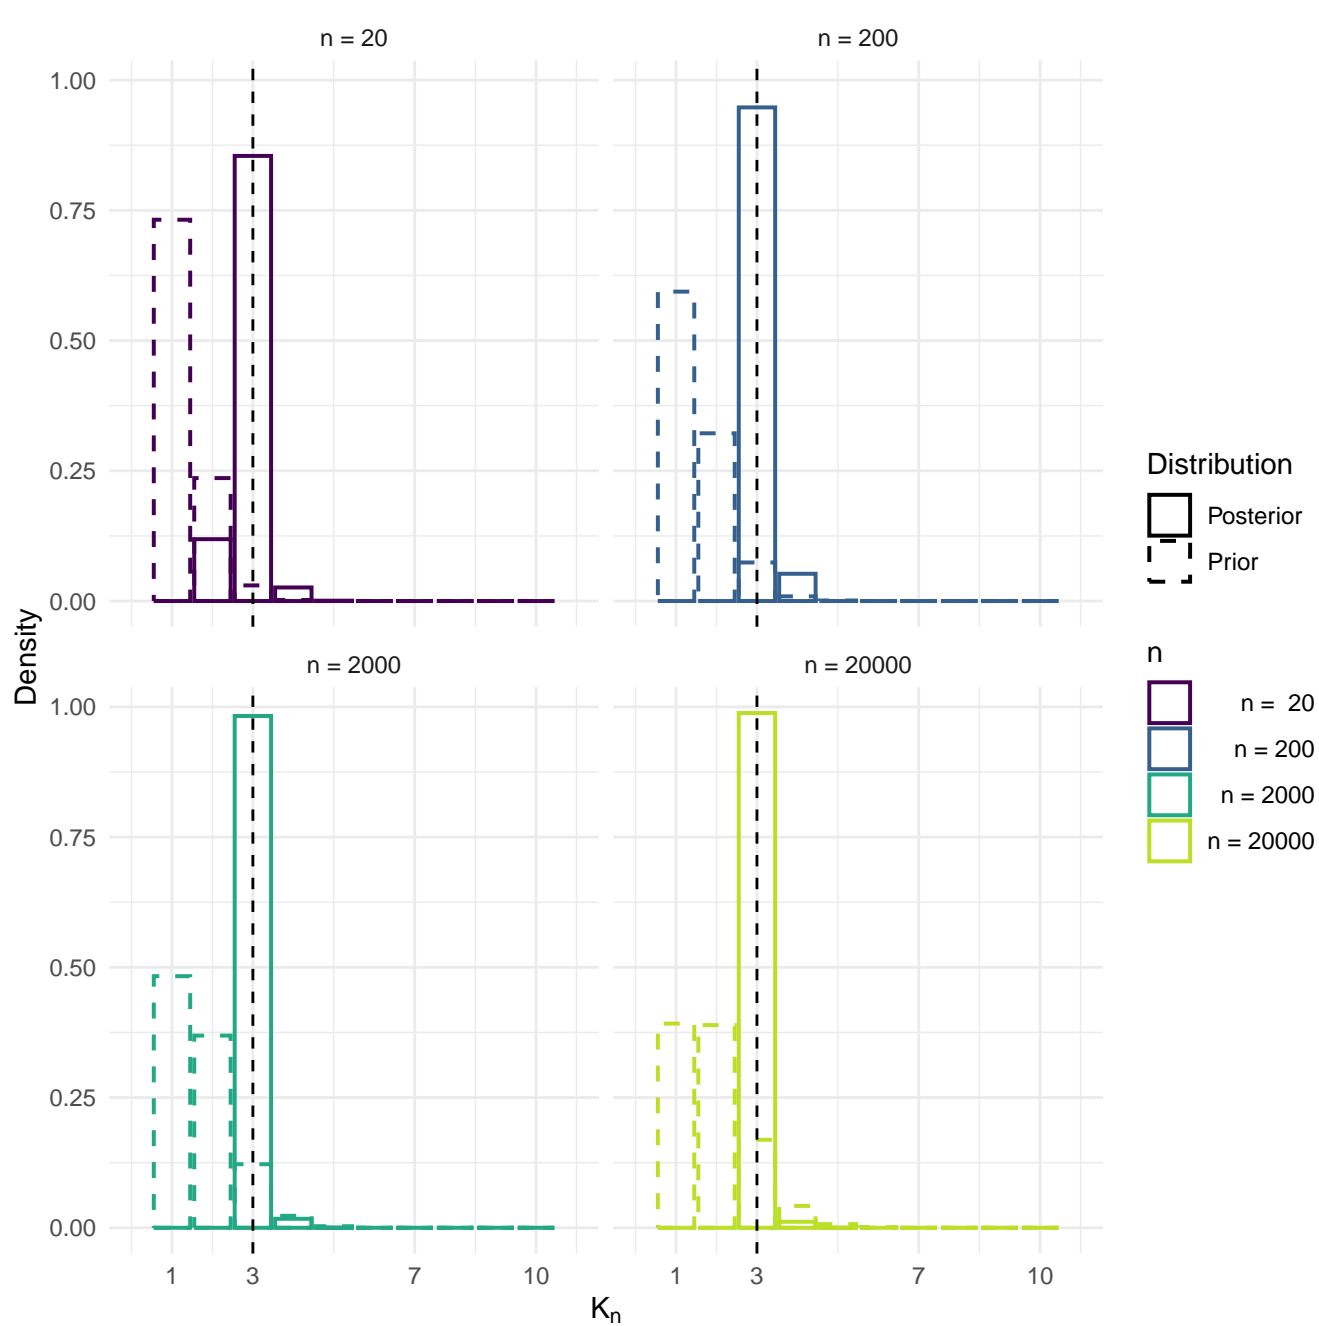 n = 20
n = 200
1.00
0.75
0.50
0.25
0.00
Density
n = 2000
n = 20000
1.00
0.75
0.50
0.25
0.00
1 3 7 10
1 3 7 10
Kn
Distribution
Posterior
Prior
n
n = 20
n = 200
n = 2000
n = 20000